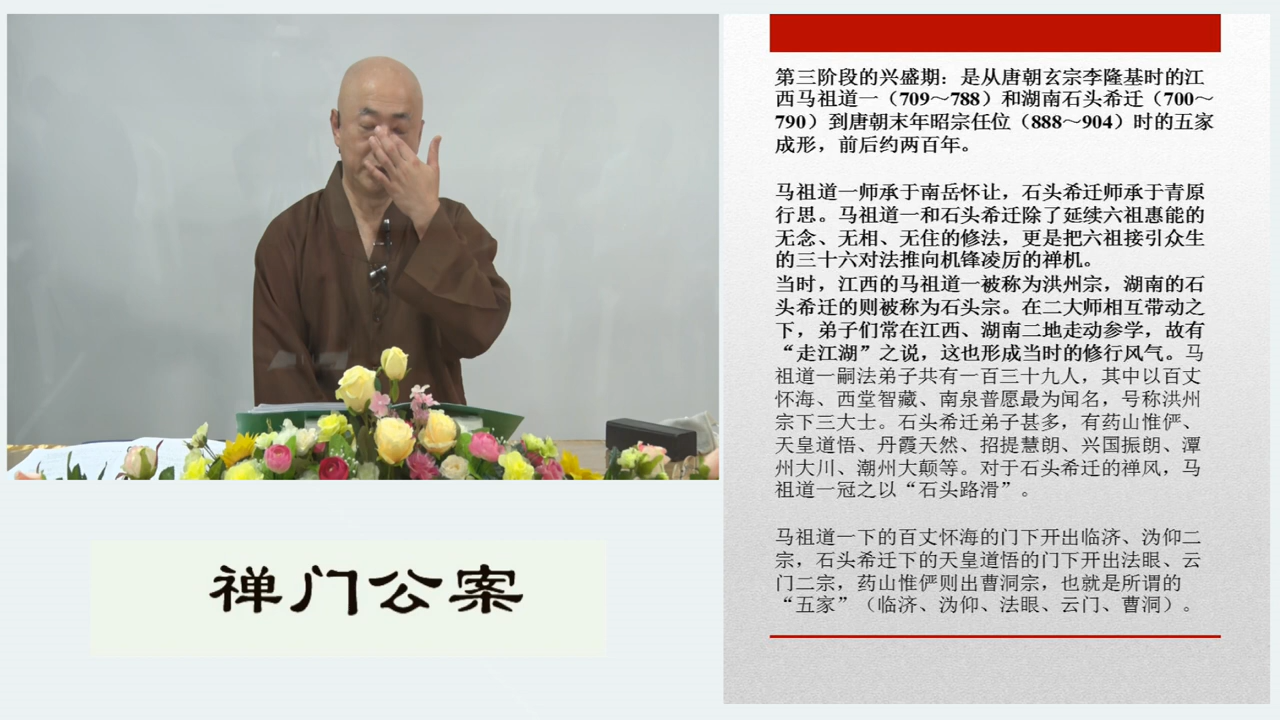 第三阶段的兴盛期：是从唐朝玄宗李隆基时的江
西马祖道一（709～788）和湖南石头希迁（700～
790）到唐朝末年昭宗任位（888～904）时的五家
成形，前后约两百年。
马祖道一师承于南岳怀让，石头希迁师承于青原
行思。马祖道一和石头希迁除了延续六祖惠能的
无念、无相、无住的修法，更是把六祖接引众生
的三十六对法推向机锋凌厉的禅机。
当时，江西的马祖道一被称为洪州宗，湖南的石
头希迁的则被称为石头宗。在二大师相互带动之
下，弟子们常在江西、湖南二地走动参学，故有
“走江湖”之说，这也形成当时的修行风气。马
祖道一嗣法弟子共有一百三十九人，其中以百丈
怀海、西堂智藏、南泉普愿最为闻名，号称洪州
宗下三大士。石头希迁弟子甚多，有药山惟俨、
天皇道悟、丹霞天然、招提慧朗、兴国振朗、潭
州大川、潮州大颠等。对于石头希迁的禅风，马
祖道一冠之以“石头路滑”。
马祖道一下的百丈怀海的门下开出临济、沩仰二
宗，石头希迁下的天皇道悟的门下开出法眼、云
门二宗，药山惟俨则出曹洞宗，也就是所谓的
“五家”（临济、沩仰、法眼、云门、曹洞）。
禅门公案